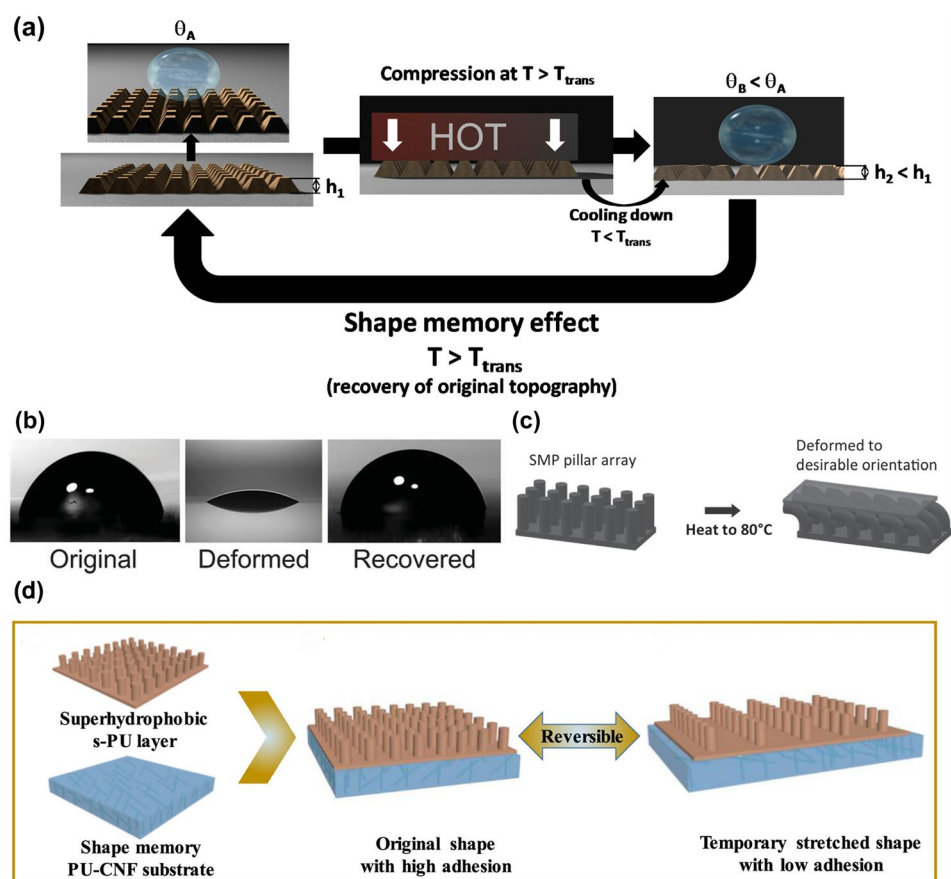 (a)
θA
Compression at T > Ttrans
θB < θA
HOT
h1
h2 < h1
Cooling down
T < Ttrans
Shape memory effect
T > Ttrans
(recovery of original topography)
(b)
Original
Deformed
Recovered
(c)
SMP pillar array
Heat to 80°C
Deformed to
desirable orientation
(d)
Superhydrophobic
s-PU layer
Shape memory
PU-CNF substrate
Original shape
with high adhesion
Reversible
Temporary stretched shape
with low adhesion